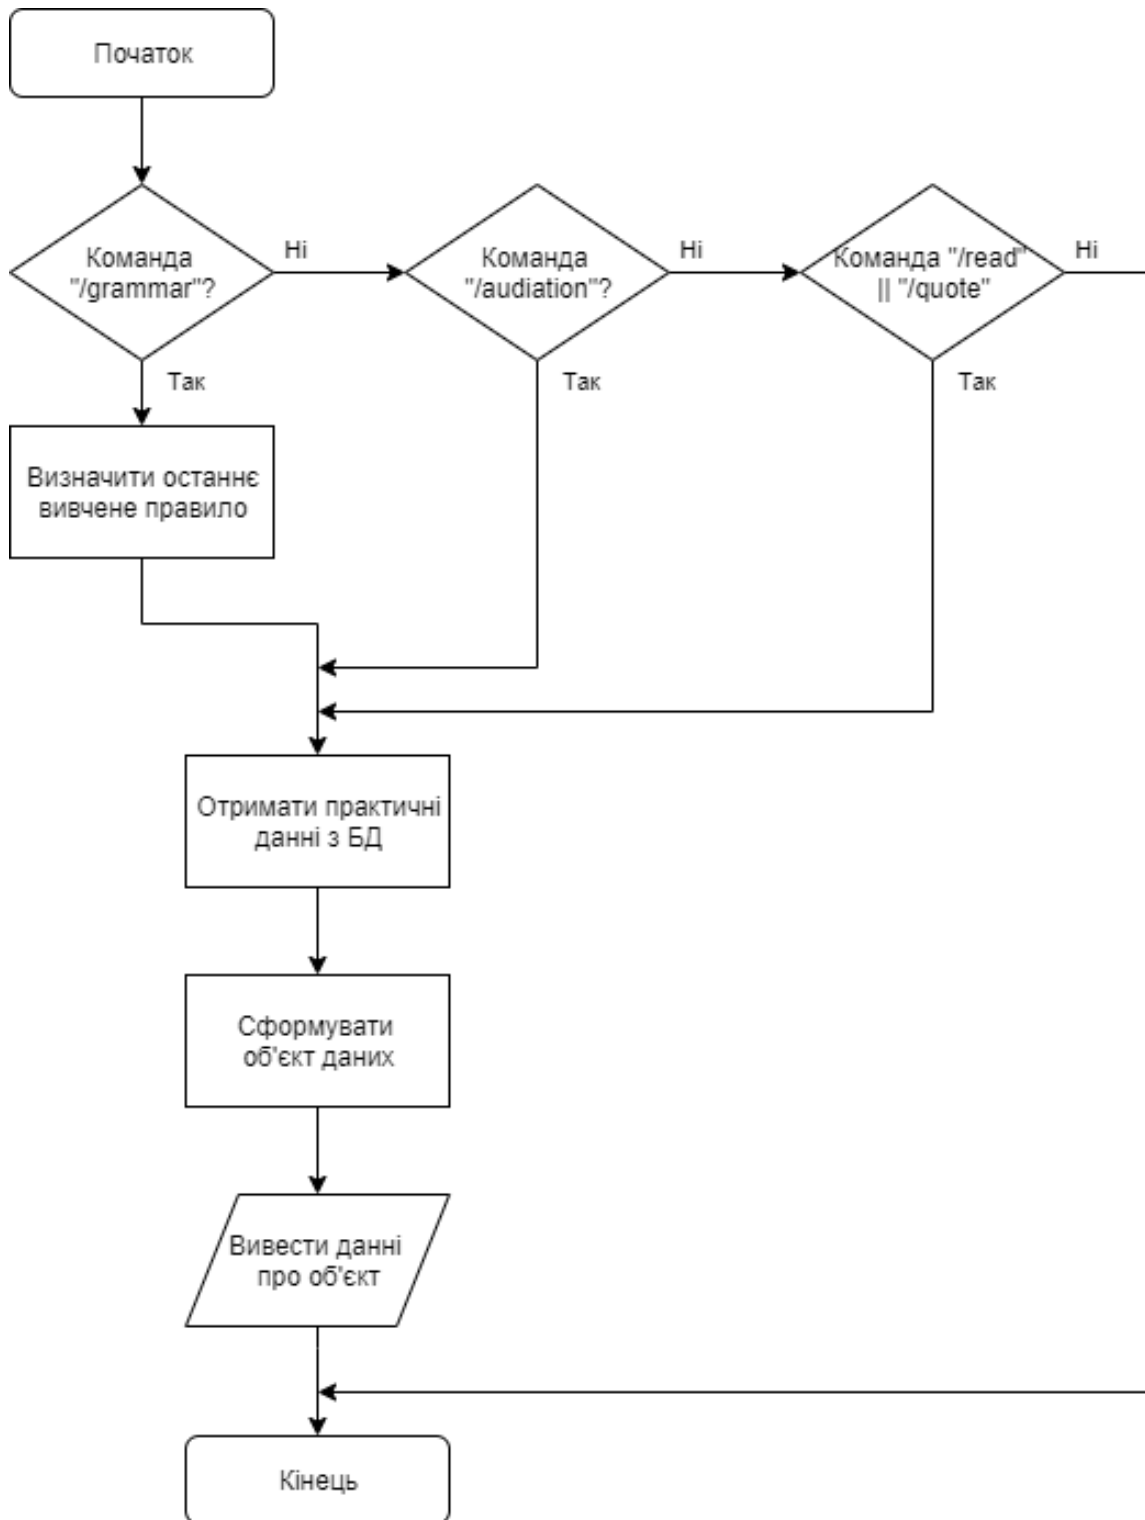 Початок
Команда
"/grammar"?
Ні
Команда
"/audiation"?
Ні
Команда "/read"
|| "/quote"
Ні
Так
Так
Так
Визначити останнє
вивчене правило
Отримати практичні
данні з БД
Сформувати
об'єкт даних
Вивести данні
про об'єкт
Кінець